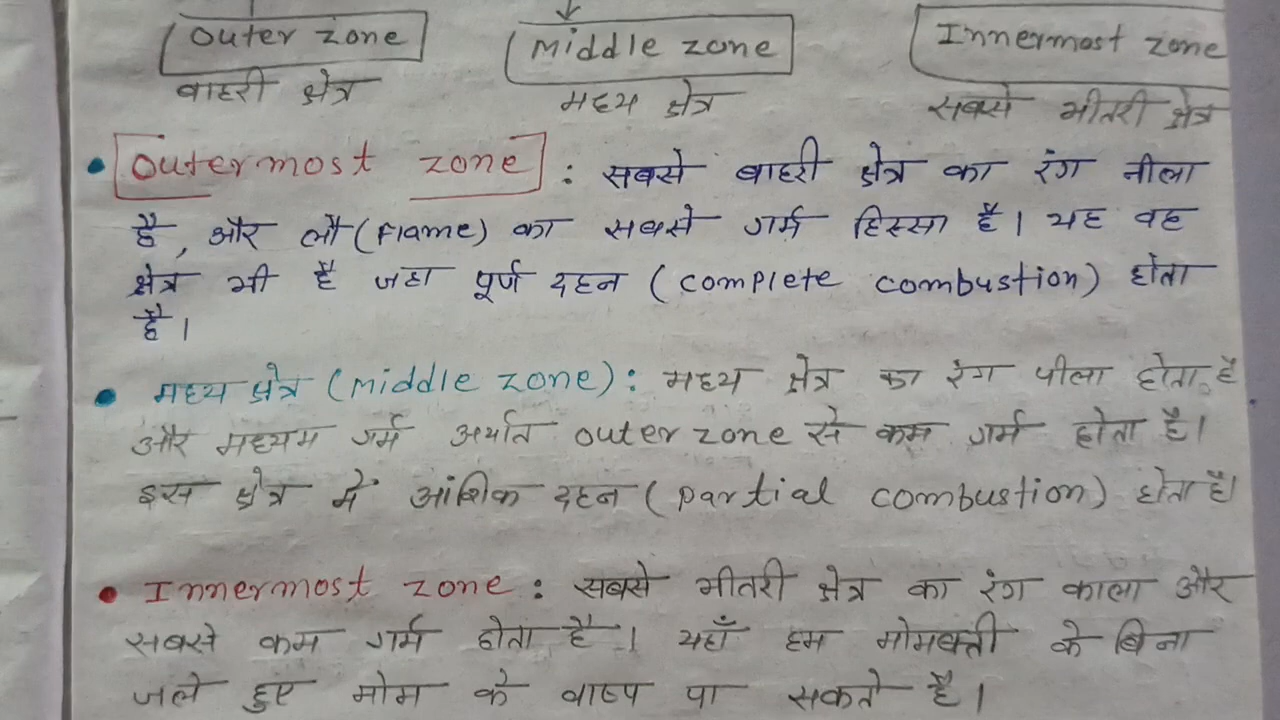 Outer zone Middle zone Innermost zone
बाहरी क्षेत्र मध्य क्षेत्र सबसे भीतरी क्षेत्र
• Outermost zone : सबसे बाहरी क्षेत्र का रंग नीला
है, और लौ (Flame) का सबसे गर्म हिस्सा है। यह वह
क्षेत्र भी है जहा पूर्ण दहन (complete combustion) होता
है।
• मध्य क्षेत्र (Middle zone) : मध्य क्षेत्र का रंग पीला होता है
और मध्यम गर्म अर्थात outer zone से कम गर्म होता है।
इस क्षेत्र में आंशिक दहन (Partial combustion) होता है।
• Innermost zone : सबसे भीतरी क्षेत्र का रंग काला और
सबसे कम गर्म होता है। यहाँ हम मोमबत्ती के बिना
जले हुए मोम के वाष्प पा सकते है।